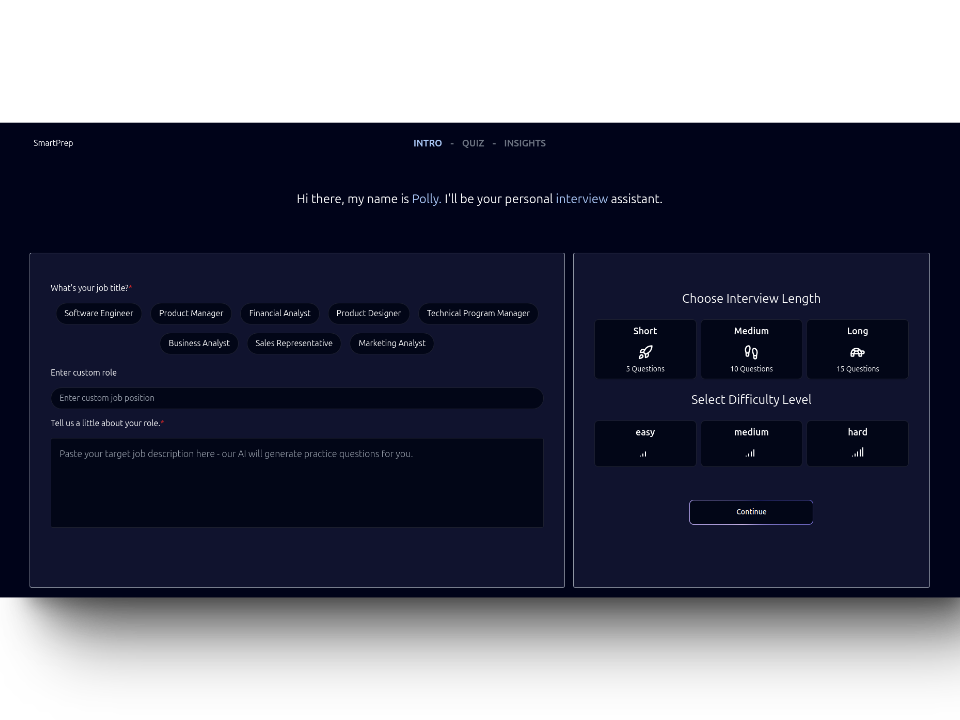 SmartPrep
INTRO - QUIZ - INSIGHTS
Hi there, my name is Polly. I'll be your personal interview assistant.
What's your job title?*
Software Engineer Product Manager Financial Analyst Product Designer Technical Program Manager
Business Analyst Sales Representative Marketing Analyst
Enter custom role
Enter custom job position
Tell us a little about your role.*
Paste your target job description here - our AI will generate practice questions for you.
Choose Interview Length
Short Medium Long
5 Questions 10 Questions 15 Questions
Select Difficulty Level
easy medium hard
Continue